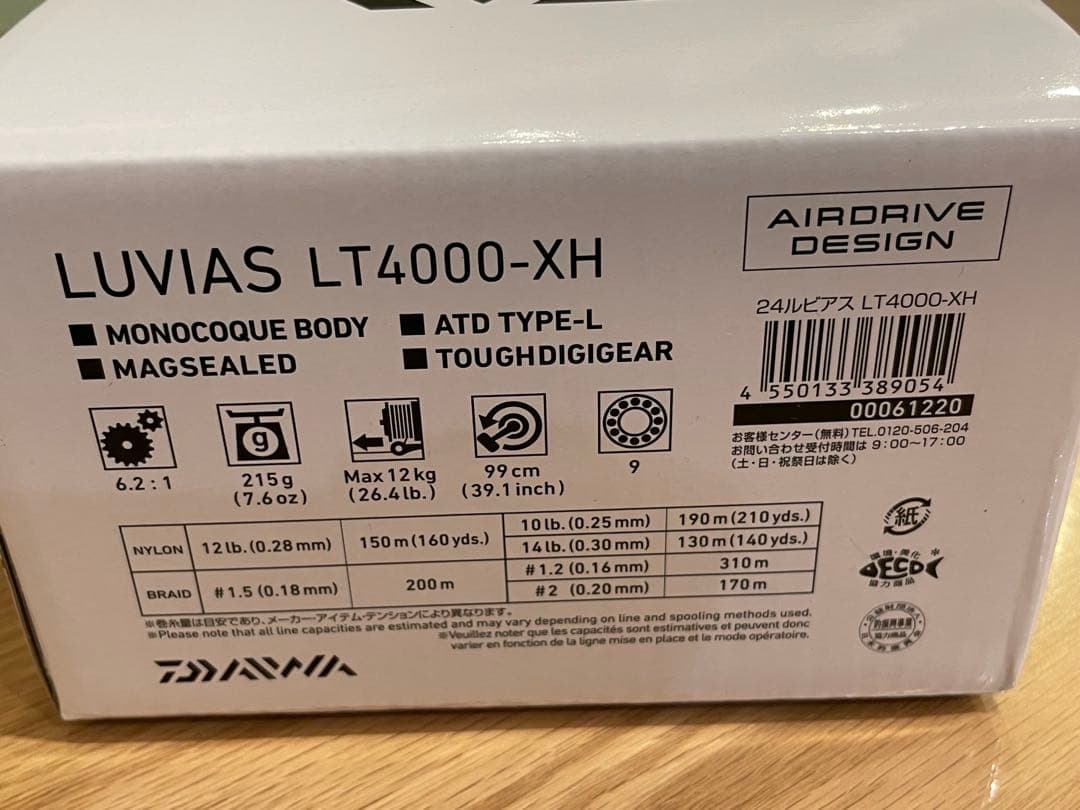 AIRDRIVE
DESIGN
LUVIAS LT4000-XH
■ MONOCOQUE BODY ■ ATD TYPE-L
■ MAGSEALED ■ TOUGHDIGIGEAR
24ルビアス LT4000-XH
4 550133 389054
00061220
お客様センター(無料)TEL.0120-506-204
お問い合わせ受付時間は 9:00~17:00
(土・日・祝祭日は除く)
g
6.2:1
215g
(7.6oz)
Max 12kg
(26.4lb.)
99cm
(39.1inch)
9
NYLON 12lb.(0.28mm) 150m(160yds.)
10lb.(0.25mm) 190m(210yds.)
14lb.(0.30mm) 130m(140yds.)
BRAID #1.5(0.18mm) 200m
#1.2(0.16mm) 310m
#2 (0.20mm) 170m
※巻糸量は目安であり、メーカー・アイテム・テンションにより異なります。
※Please note that all line capacities are estimated and may vary depending on line and spooling methods used.
※Veuillez noter que les capacités sont estimatives et peuvent donc
varier en fonction de la ligne mise en place et le mode opératoire.
DAIWA
紙
環境・美化
ECO
協力商品